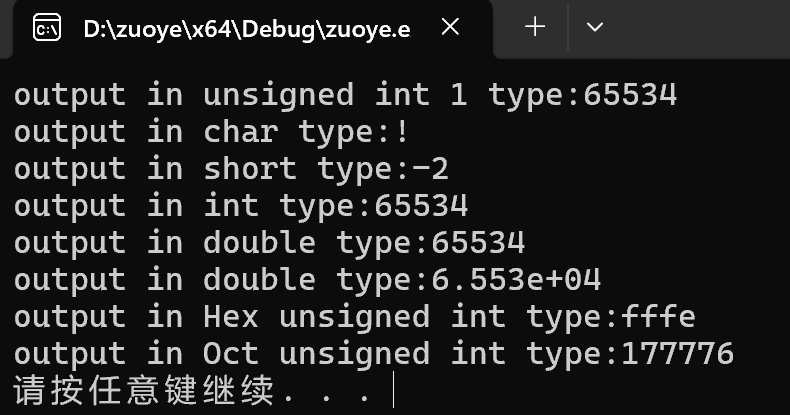 D:\zuoye\x64\Debug\zuoye.e
output in unsigned int 1 type:65534
output in char type:!
output in short type:-2
output in int type:65534
output in double type:65534
output in double type:6.553e+04
output in Hex unsigned int type:fffe
output in Oct unsigned int type:177776
请按任意键继续. . .